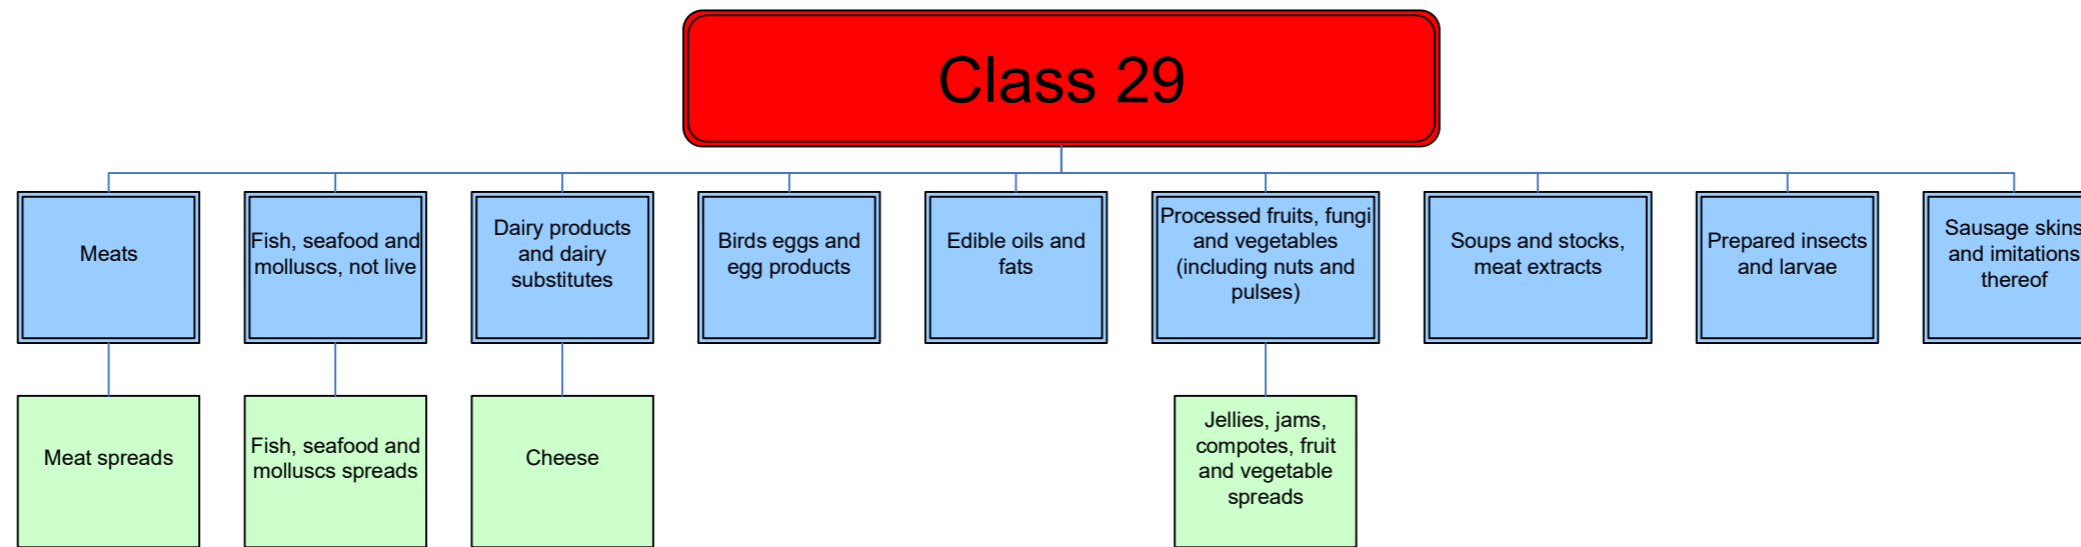 Class 29
Meats
Fish, seafood and
molluscs, not live
Dairy products
and dairy
substitutes
Birds eggs and
egg products
Edible oils and
fats
Processed fruits, fungi
and vegetables
(including nuts and
pulses)
Soups and stocks,
meat extracts
Prepared insects
and larvae
Sausage skins
and imitations
thereof
Meat spreads
Fish, seafood and
molluscs spreads
Cheese
Jellies, jams,
compotes, fruit
and vegetable
spreads